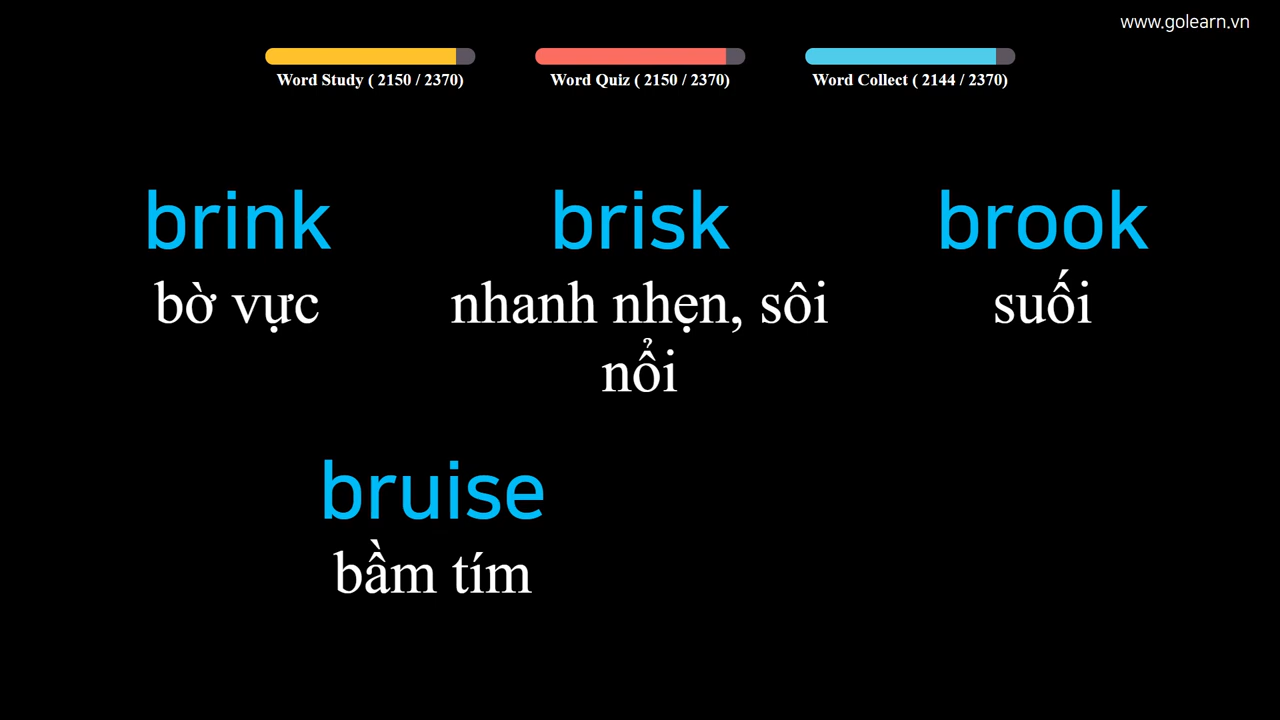 www.golearn.vn
Word Study ( 2150 / 2370)
Word Quiz ( 2150 / 2370)
Word Collect ( 2144 / 2370)
brink
bờ vực
brisk
nhanh nhẹn, sôi
nổi
brook
suối
bruise
bầm tím